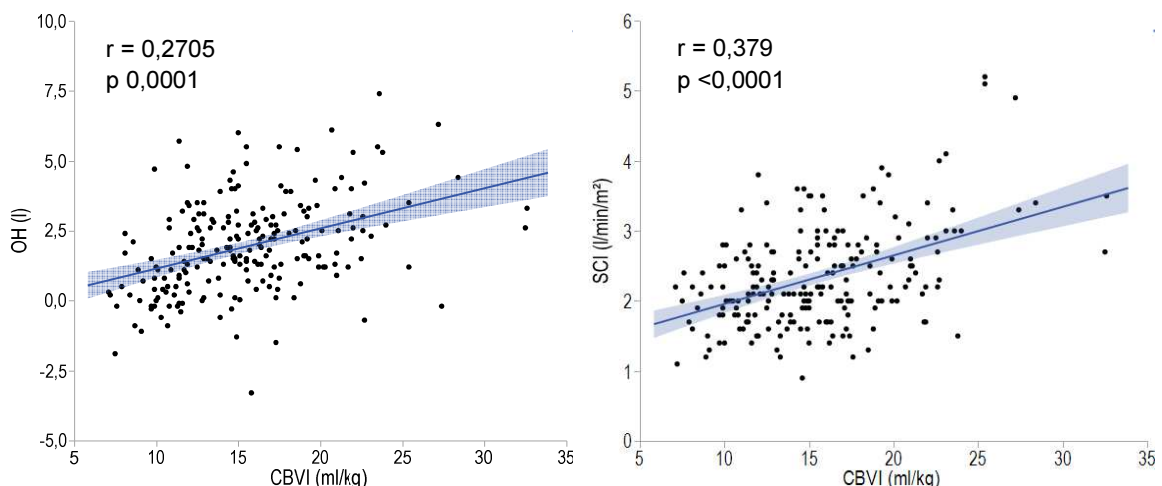 10,0
7,5
5,0
2,5
0,0
-2,5
-5,0
OH (l)
r = 0,2705
p 0,0001
5 10 15 20 25 30 35
CBVI (ml/kg)
6
5
4
3
2
1
0
SCI (l/min/m²)
r = 0,379
p <0,0001
5 10 15 20 25 30 35
CBVI (ml/kg)